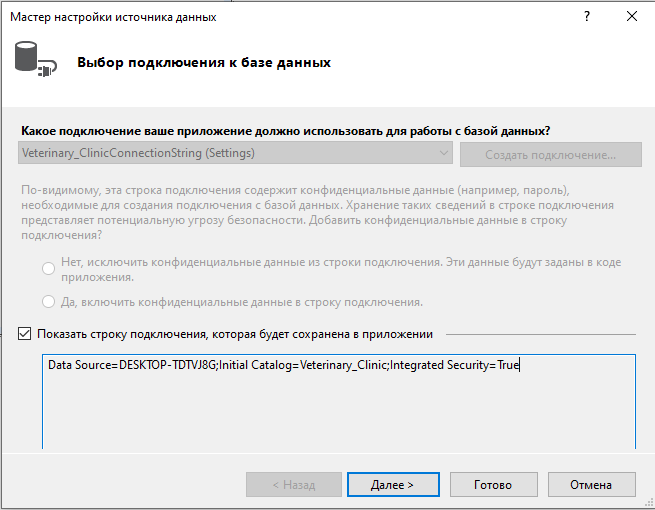 Мастер настройки источника данных
?
Выбор подключения к базе данных
Какое подключение ваше приложение должно использовать для работы с базой данных?
Veterinary_ClinicConnectionString (Settings)
Создать подключение...
По-видимому, эта строка подключения содержит конфиденциальные данные (например, пароль),
необходимые для создания подключения с базой данных. Хранение таких сведений в строке подключения
представляет потенциальную угрозу безопасности. Добавить конфиденциальные данные в строку
подключения?
Нет, исключить конфиденциальные данные из строки подключения. Эти данные будут заданы в коде
приложения.
Да, включить конфиденциальные данные в строку подключения.
Показать строку подключения, которая будет сохранена в приложении
Data Source=DESKTOP-TDTVJ8G;Initial Catalog=Veterinary_Clinic;Integrated Security=True
< Назад
Далее >
Готово
Отмена